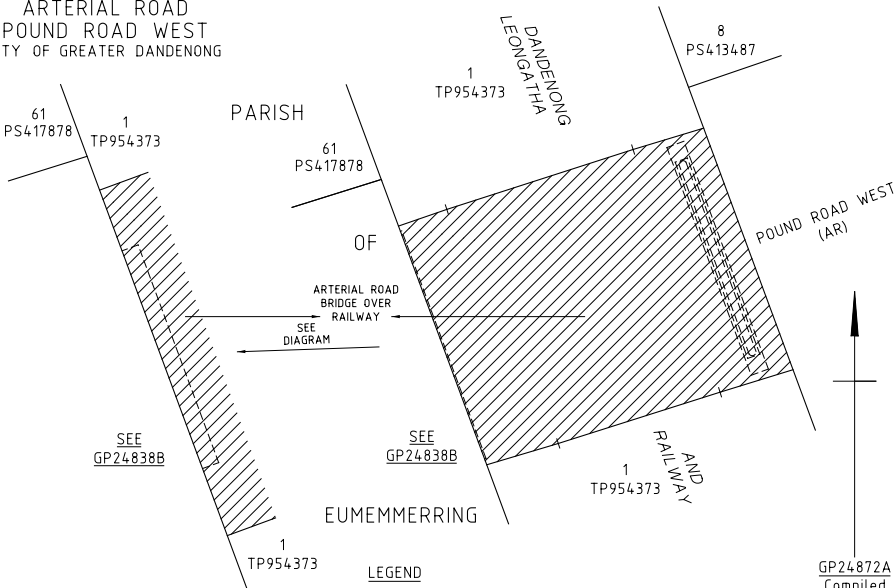 ARTERIAL ROAD
POUND ROAD WEST
TY OF GREATER DANDENONG
61
PS417878
1
TP954373
PARISH
61
PS417878
1
TP954373
DANDENONG
LEONGATHA
8
PS413487
POUND ROAD WEST
(AR)
OF
ARTERIAL ROAD
BRIDGE OVER
RAILWAY
SEE
DIAGRAM
SEE
GP24838B
SEE
GP24838B
1
TP954373
AND
RAILWAY
EUMEMMERRING
1
TP954373
LEGEND
GP24872A
Compiled